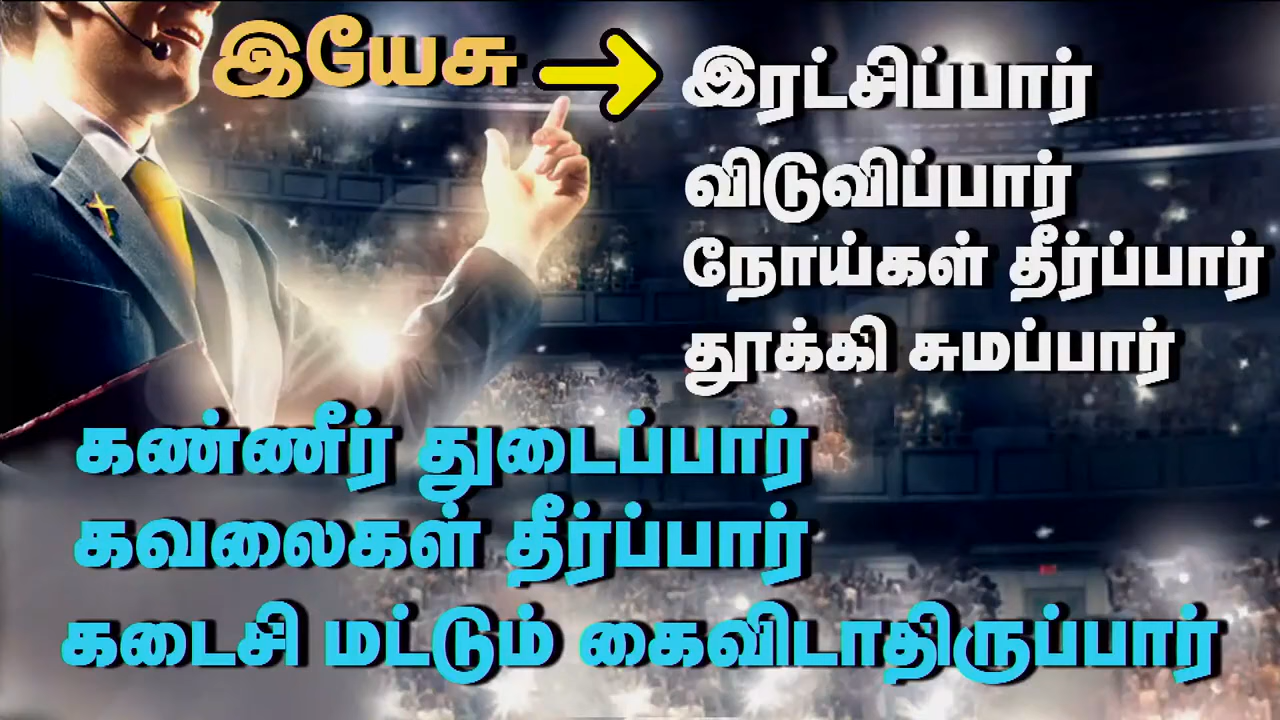 இயேசு
இரட்சிப்பார்
விடுவிப்பார்
நோய்கள் தீர்ப்பார்
தூக்கி சுமப்பார்
கண்ணீர் துடைப்பார்
கவலைகள் தீர்ப்பார்
கடைசி மட்டும் கைவிடாதிருப்பார்